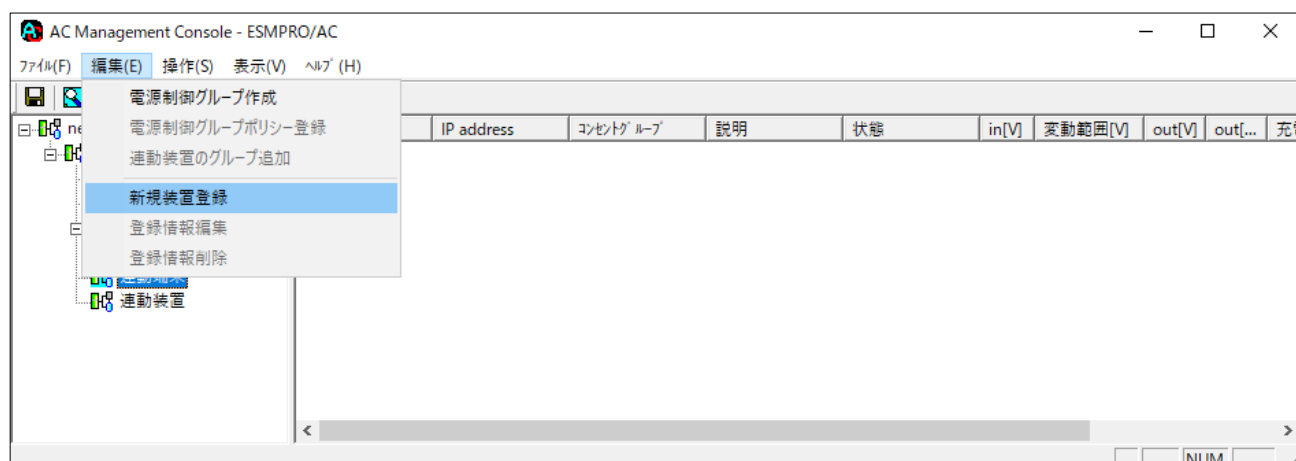 AC Management Console - ESMPRO/AC
ﾌｧｲﾙ(F) 編集(E) 操作(S) 表示(V) ﾍﾙﾌﾟ(H)
電源制御グループ作成
電源制御グループポリシー登録
連動装置のグループ追加
新規装置登録
登録情報編集
登録情報削除
ne
IP address ｺﾝｾﾝﾄｸﾞﾙｰﾌﾟ 説明 状態 in[V] 変動範囲[V] out[V] out[...
連動端末
連動装置
NUM